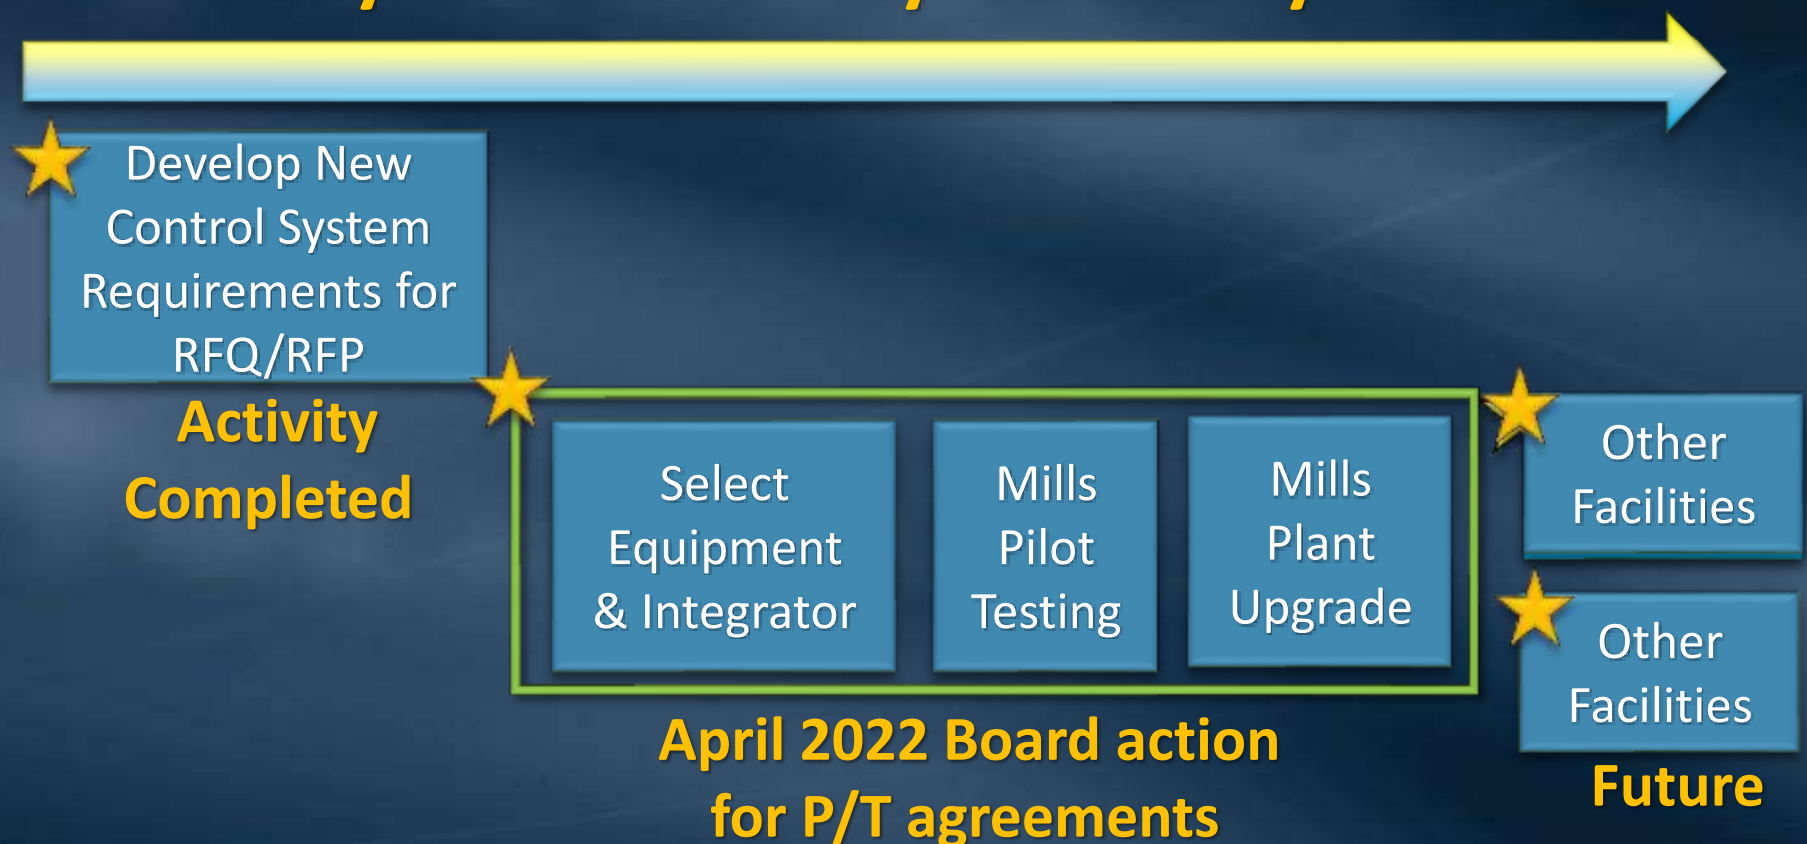 Develop New
Control System
Requirements for
RFQ/RFP
Activity
Completed
Select
Equipment
& Integrator
Mills
Pilot
Testing
Mills
Plant
Upgrade
April 2022 Board action
for P/T agreements
Other
Facilities
Other
Facilities
Future